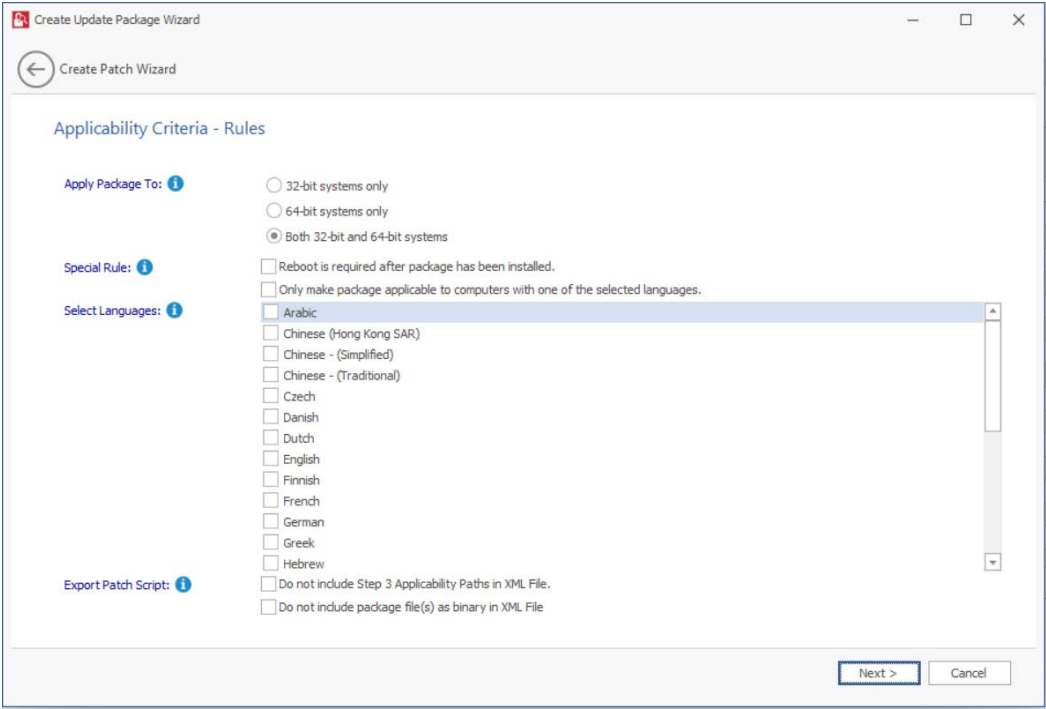 Create Update Package Wizard
Create Patch Wizard
Applicability Criteria - Rules
Apply Package To:
32-bit systems only
64-bit systems only
Both 32-bit and 64-bit systems
Special Rule:
Reboot is required after package has been installed.
Only make package applicable to computers with one of the selected languages.
Select Languages:
Arabic
Chinese (Hong Kong SAR)
Chinese - (Simplified)
Chinese - (Traditional)
Czech
Danish
Dutch
English
Finnish
French
German
Greek
Hebrew
Export Patch Script:
Do not include Step 3 Applicability Paths in XML File.
Do not include package file(s) as binary in XML File
Next >
Cancel